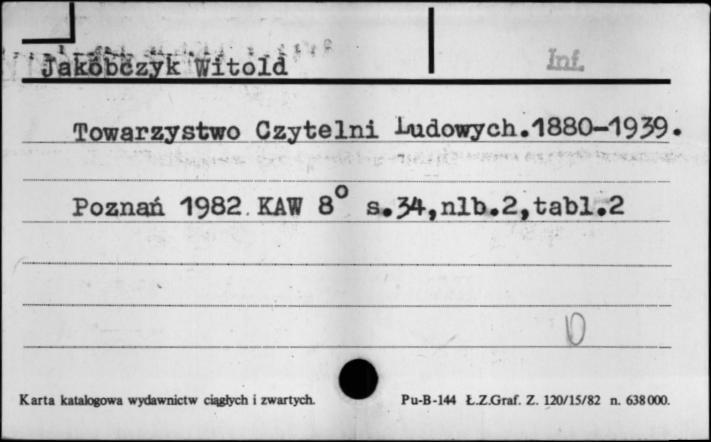 Inf.
Jakóbczyk Witold
Towarzystwo Czytelni Ludowych.1880-1939.
Poznań 1982. KAW 8° s.34,nlb.2,tabl.2
Karta katalogowa wydawnictw ciągłych i zwartych.
Pu-B-144 Ł.Z.Graf. Z. 120/15/82 n. 638000.